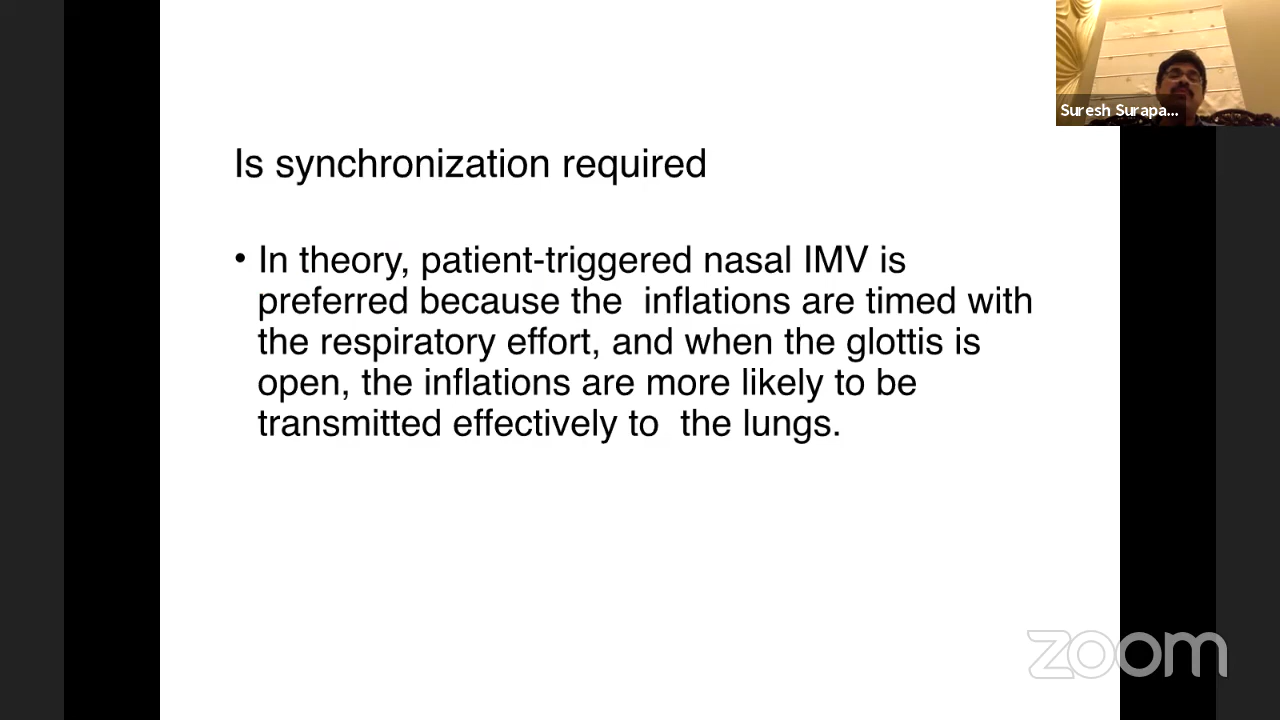 Suresh Surapa...
Is synchronization required
• In theory, patient-triggered nasal IMV is
preferred because the inflations are timed with
the respiratory effort, and when the glottis is
open, the inflations are more likely to be
transmitted effectively to the lungs.
zoom